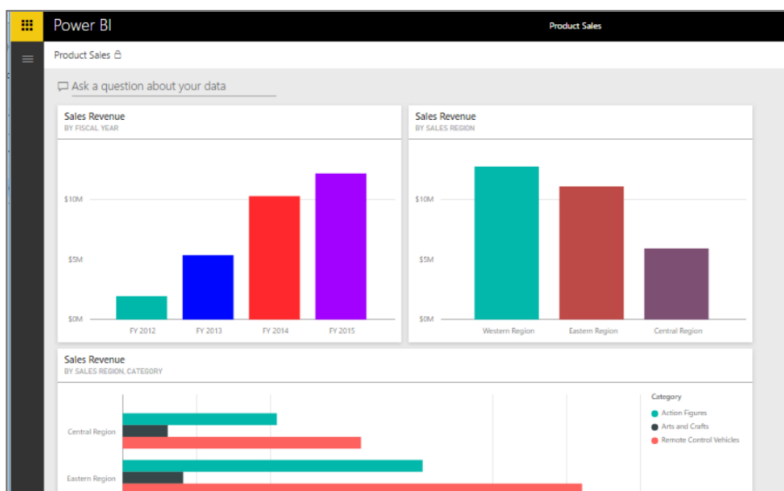 Power BI
Product Sales
Product Sales
Ask a question about your data
Sales Revenue
BY FISCAL YEAR
$10M
$5M
$0M
FY 2012
FY 2013
FY 2014
FY 2015
Sales Revenue
BY SALES REGION
$10M
$5M
$0M
Western Region
Eastern Region
Central Region
Sales Revenue
BY SALES REGION, CATEGORY
Central Region
Eastern Region
Category
Action Figures
Arts and Crafts
Remote Control Vehicles